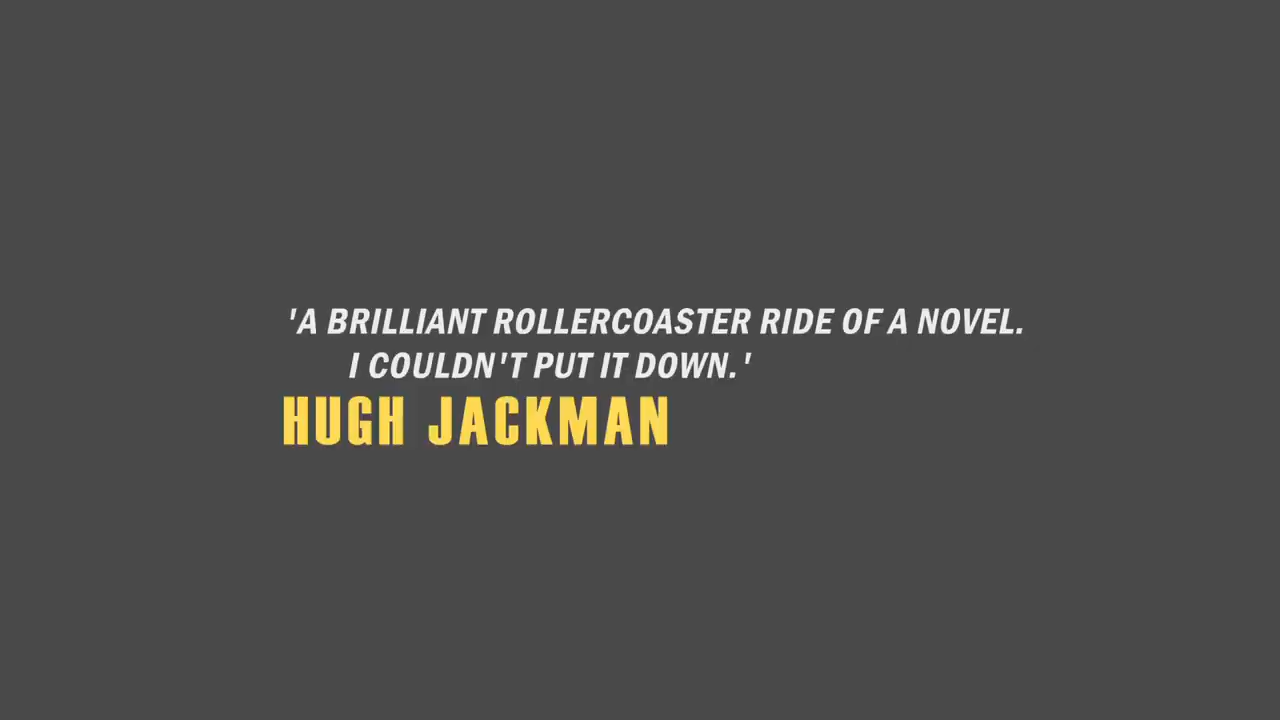 'A BRILLIANT ROLLERCOASTER RIDE OF A NOVEL.
I COULDN'T PUT IT DOWN.'
HUGH JACKMAN